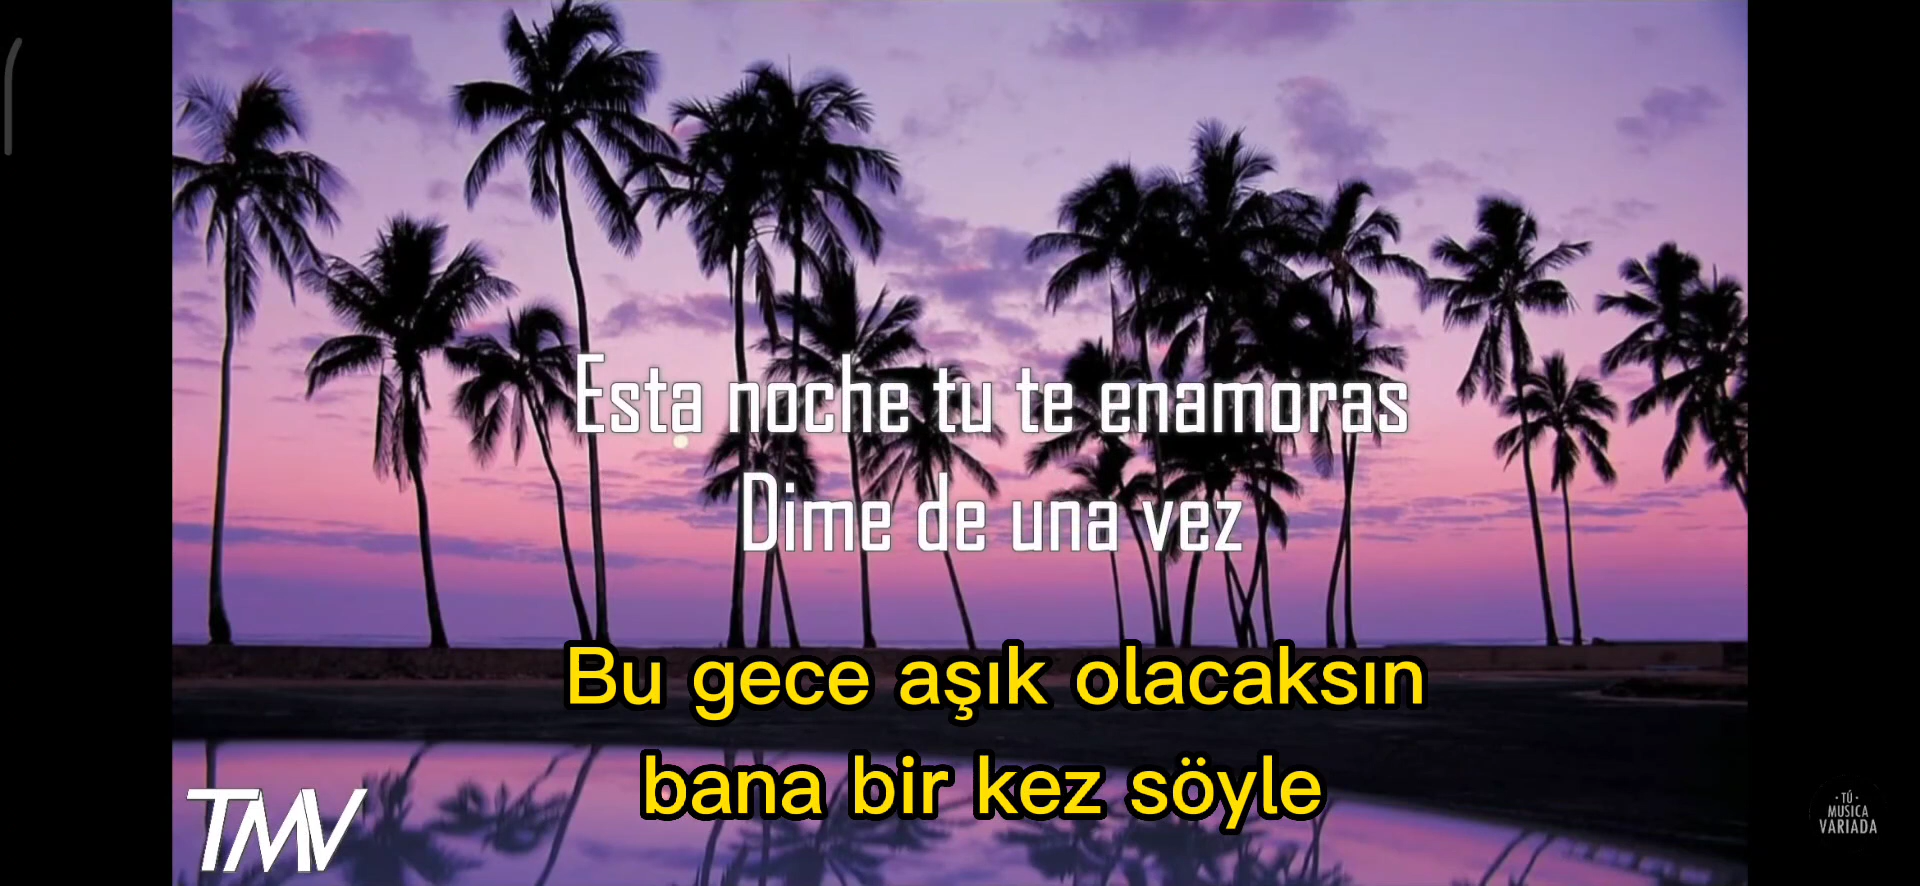 Esta noche tu te enamoras
Dime de una vez
Bu gece aşık olacaksın
bana bir kez söyle
TMV
·TÚ·
MUSICA
VARIADA